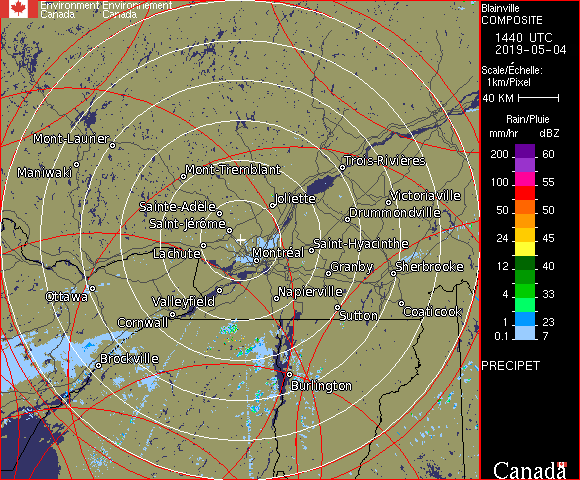 Environment Environnement
Canada Canada
Blainville
COMPOSITE
1440 UTC
2019-05-04
Scale/Échelle:
1km/Pixel
40 KM
Rain/Pluie
mm/hr dBZ
200 60
100 55
50 50
24 45
12 40
4 33
1 23
0.1 7
PRECIPET
Canada
Mont-Laurier
Maniwaki
Mont-Tremblant
Trois-Rivières
Sainte-Adèle
Joliette
Victoriaville
Drummondville
Saint-Jérôme
Saint-Hyacinthe
Lachute
Montréal
Granby
Sherbrooke
Ottawa
Valleyfield
Napierville
Cornwall
Sutton
Coaticook
Brockville
Burlington